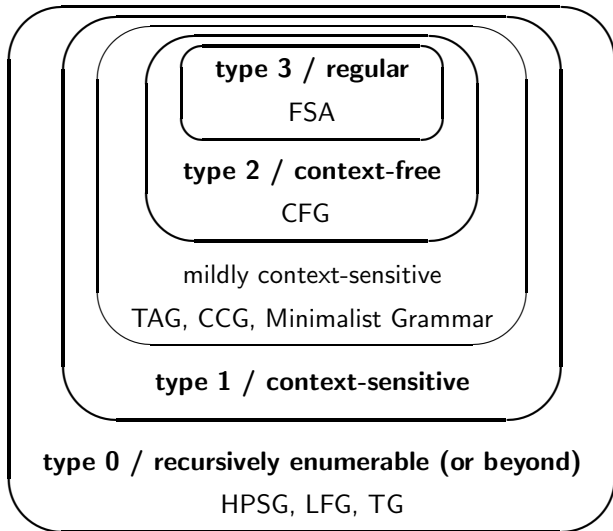 type 3 / regular
FSA
type 2 / context-free
CFG
mildly context-sensitive
TAG, CCG, Minimalist Grammar
type 1 / context-sensitive
type 0 / recursively enumerable (or beyond)
HPSG, LFG, TG